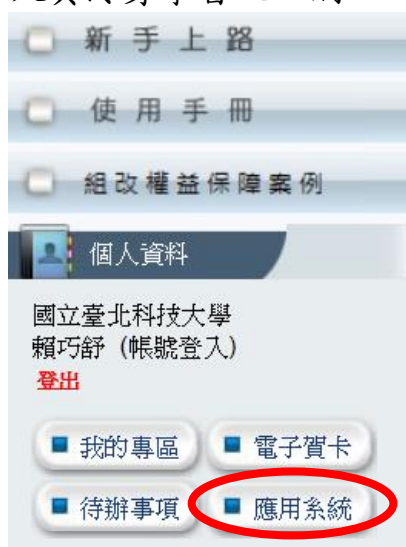 新手上路
使用手冊
組改權益保障案例
個人資料
國立臺北科技大學
賴巧舒 (帳號登入)
登出
我的專區 電子賀卡
待辦事項 應用系統